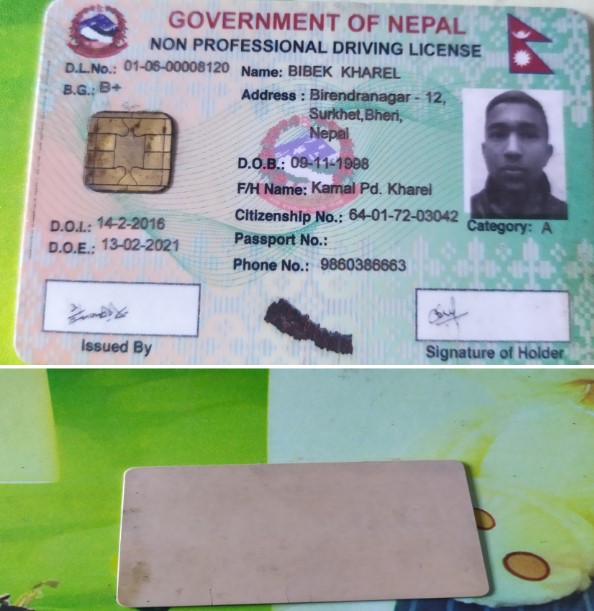 GOVERNMENT OF NEPAL
NON PROFESSIONAL DRIVING LICENSE
D.L.No.: 01-06-00008120
B.G.: B+
Name: BIBEK KHAREL
Address : Birendranagar - 12,
Surkhet,Bheri,
Nepal
D.O.B.: 09-11-1998
F/H Name: Kamal Pd. Kharel
Citizenship No.: 64-01-72-03042
Category: A
D.O.I.: 14-2-2016
D.O.E.: 13-02-2021
Passport No.:
Phone No.: 9860386663
Issued By
Signature of Holder